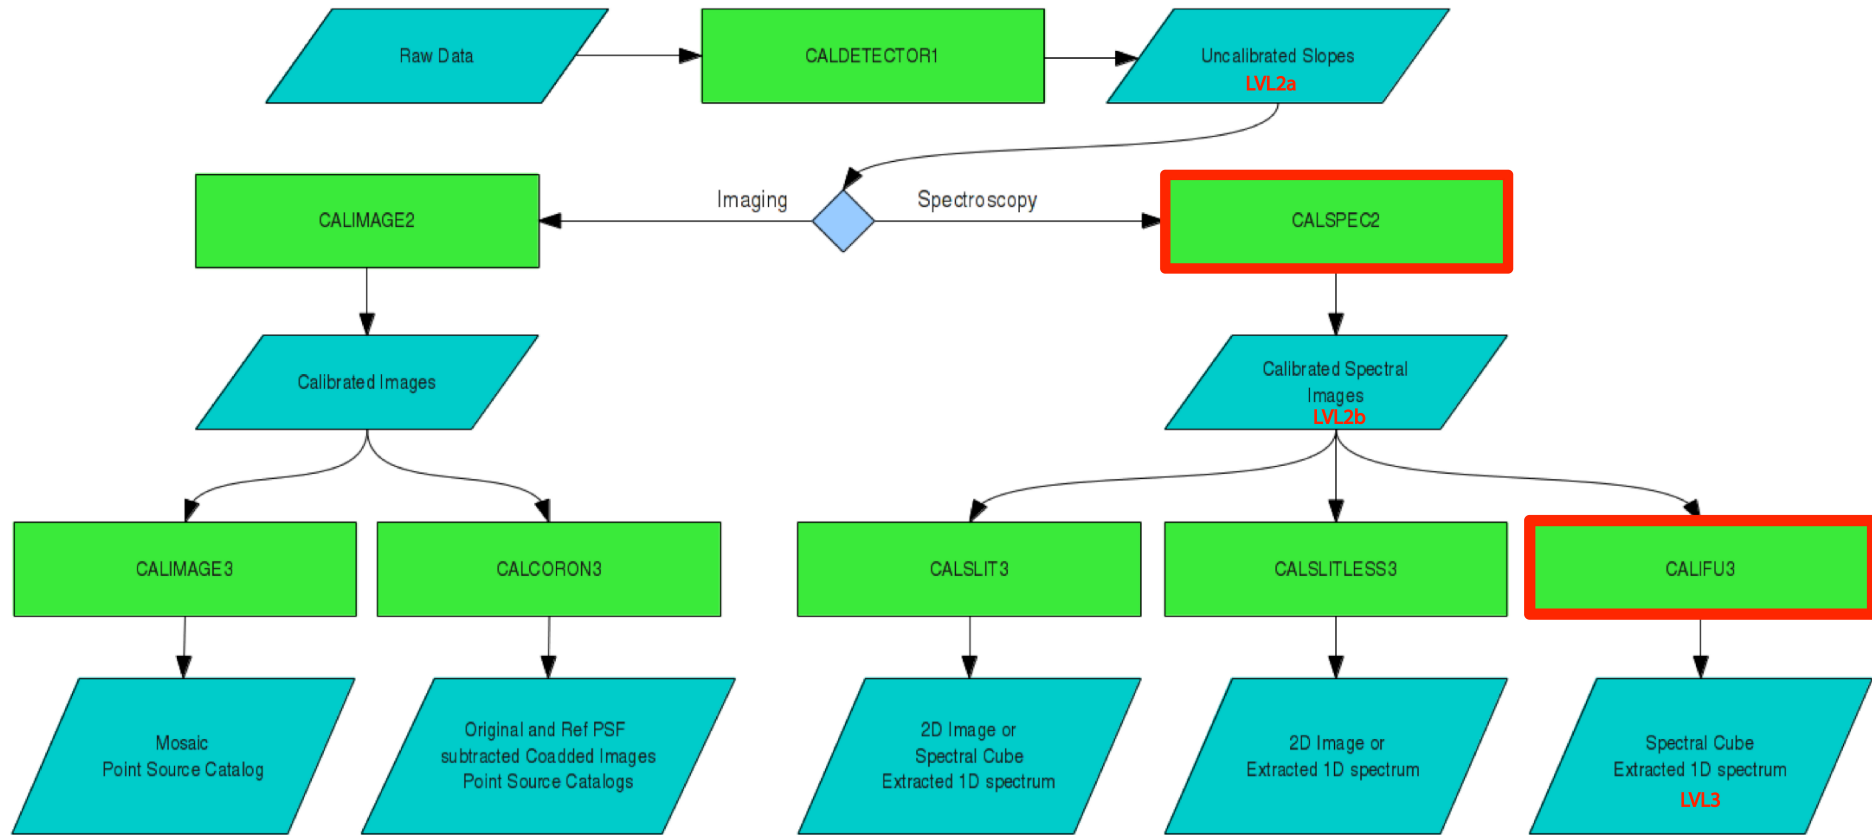 Raw Data
CALDETECTOR1
Uncalibrated Slopes
LVL2a
Imaging
Spectroscopy
CALIMAGE2
CALSPEC2
Calibrated Images
Calibrated Spectral
Images
LVL2b
CALIMAGE3
CALCORON3
CALSLIT3
CALSLITLESS3
CALIFU3
Mosaic
Point Source Catalog
Original and Ref PSF
subtracted Coadded Images
Point Source Catalogs
2D Image or
Spectral Cube
Extracted 1D spectrum
2D Image or
Extracted 1D spectrum
Spectral Cube
Extracted 1D spectrum
LVL3